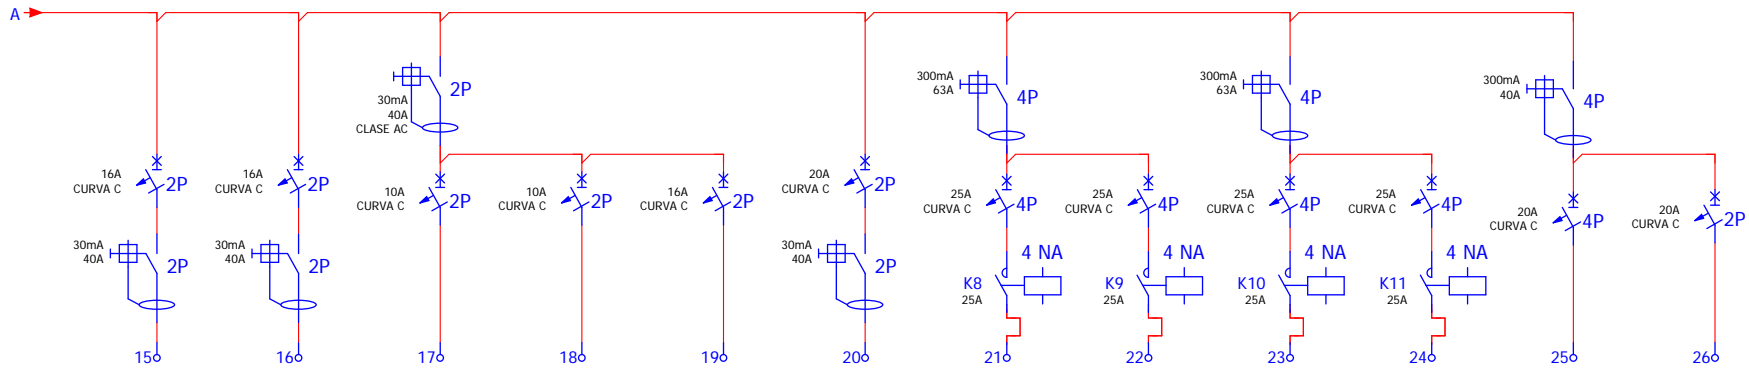 A
30mA
40A
CLASE AC
2P
300mA
63A
4P
300mA
63A
4P
300mA
40A
4P
16A
CURVA C
2P
16A
CURVA C
2P
10A
CURVA C
2P
10A
CURVA C
2P
16A
CURVA C
2P
20A
CURVA C
2P
25A
CURVA C
4P
25A
CURVA C
4P
25A
CURVA C
4P
25A
CURVA C
4P
20A
CURVA C
4P
20A
CURVA C
2P
30mA
40A
2P
30mA
40A
2P
30mA
40A
2P
4 NA
K8
25A
4 NA
K9
25A
4 NA
K10
25A
4 NA
K11
25A
15
16
17
18
19
20
21
22
23
24
25
26